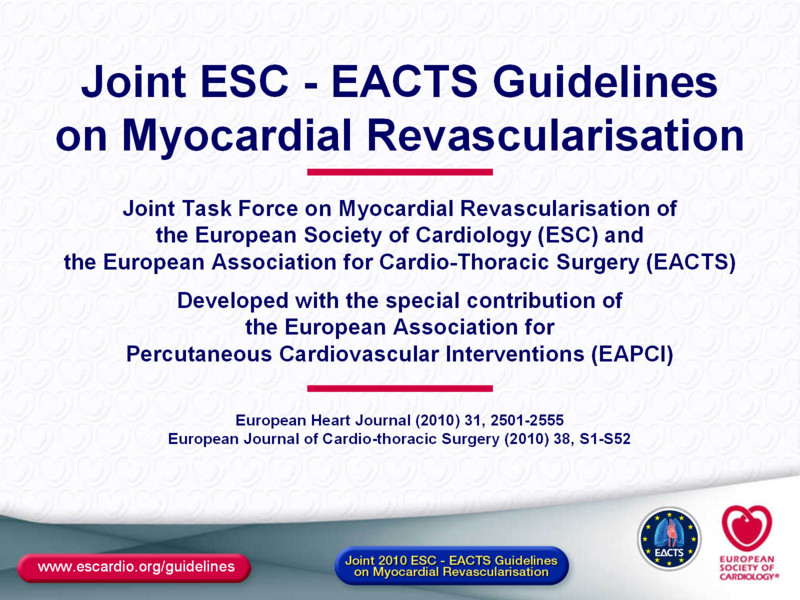 Joint ESC - EACTS Guidelines
on Myocardial Revascularisation
Joint Task Force on Myocardial Revascularisation of
the European Society of Cardiology (ESC) and
the European Association for Cardio-Thoracic Surgery (EACTS)
Developed with the special contribution of
the European Association for
Percutaneous Cardiovascular Interventions (EAPCI)
European Heart Journal (2010) 31, 2501-2555
European Journal of Cardio-thoracic Surgery (2010) 38, S1-S52
www.escardio.org/guidelines
Joint 2010 ESC - EACTS Guidelines
on Myocardial Revascularisation
EACTS
EUROPEAN
SOCIETY OF
CARDIOLOGY®